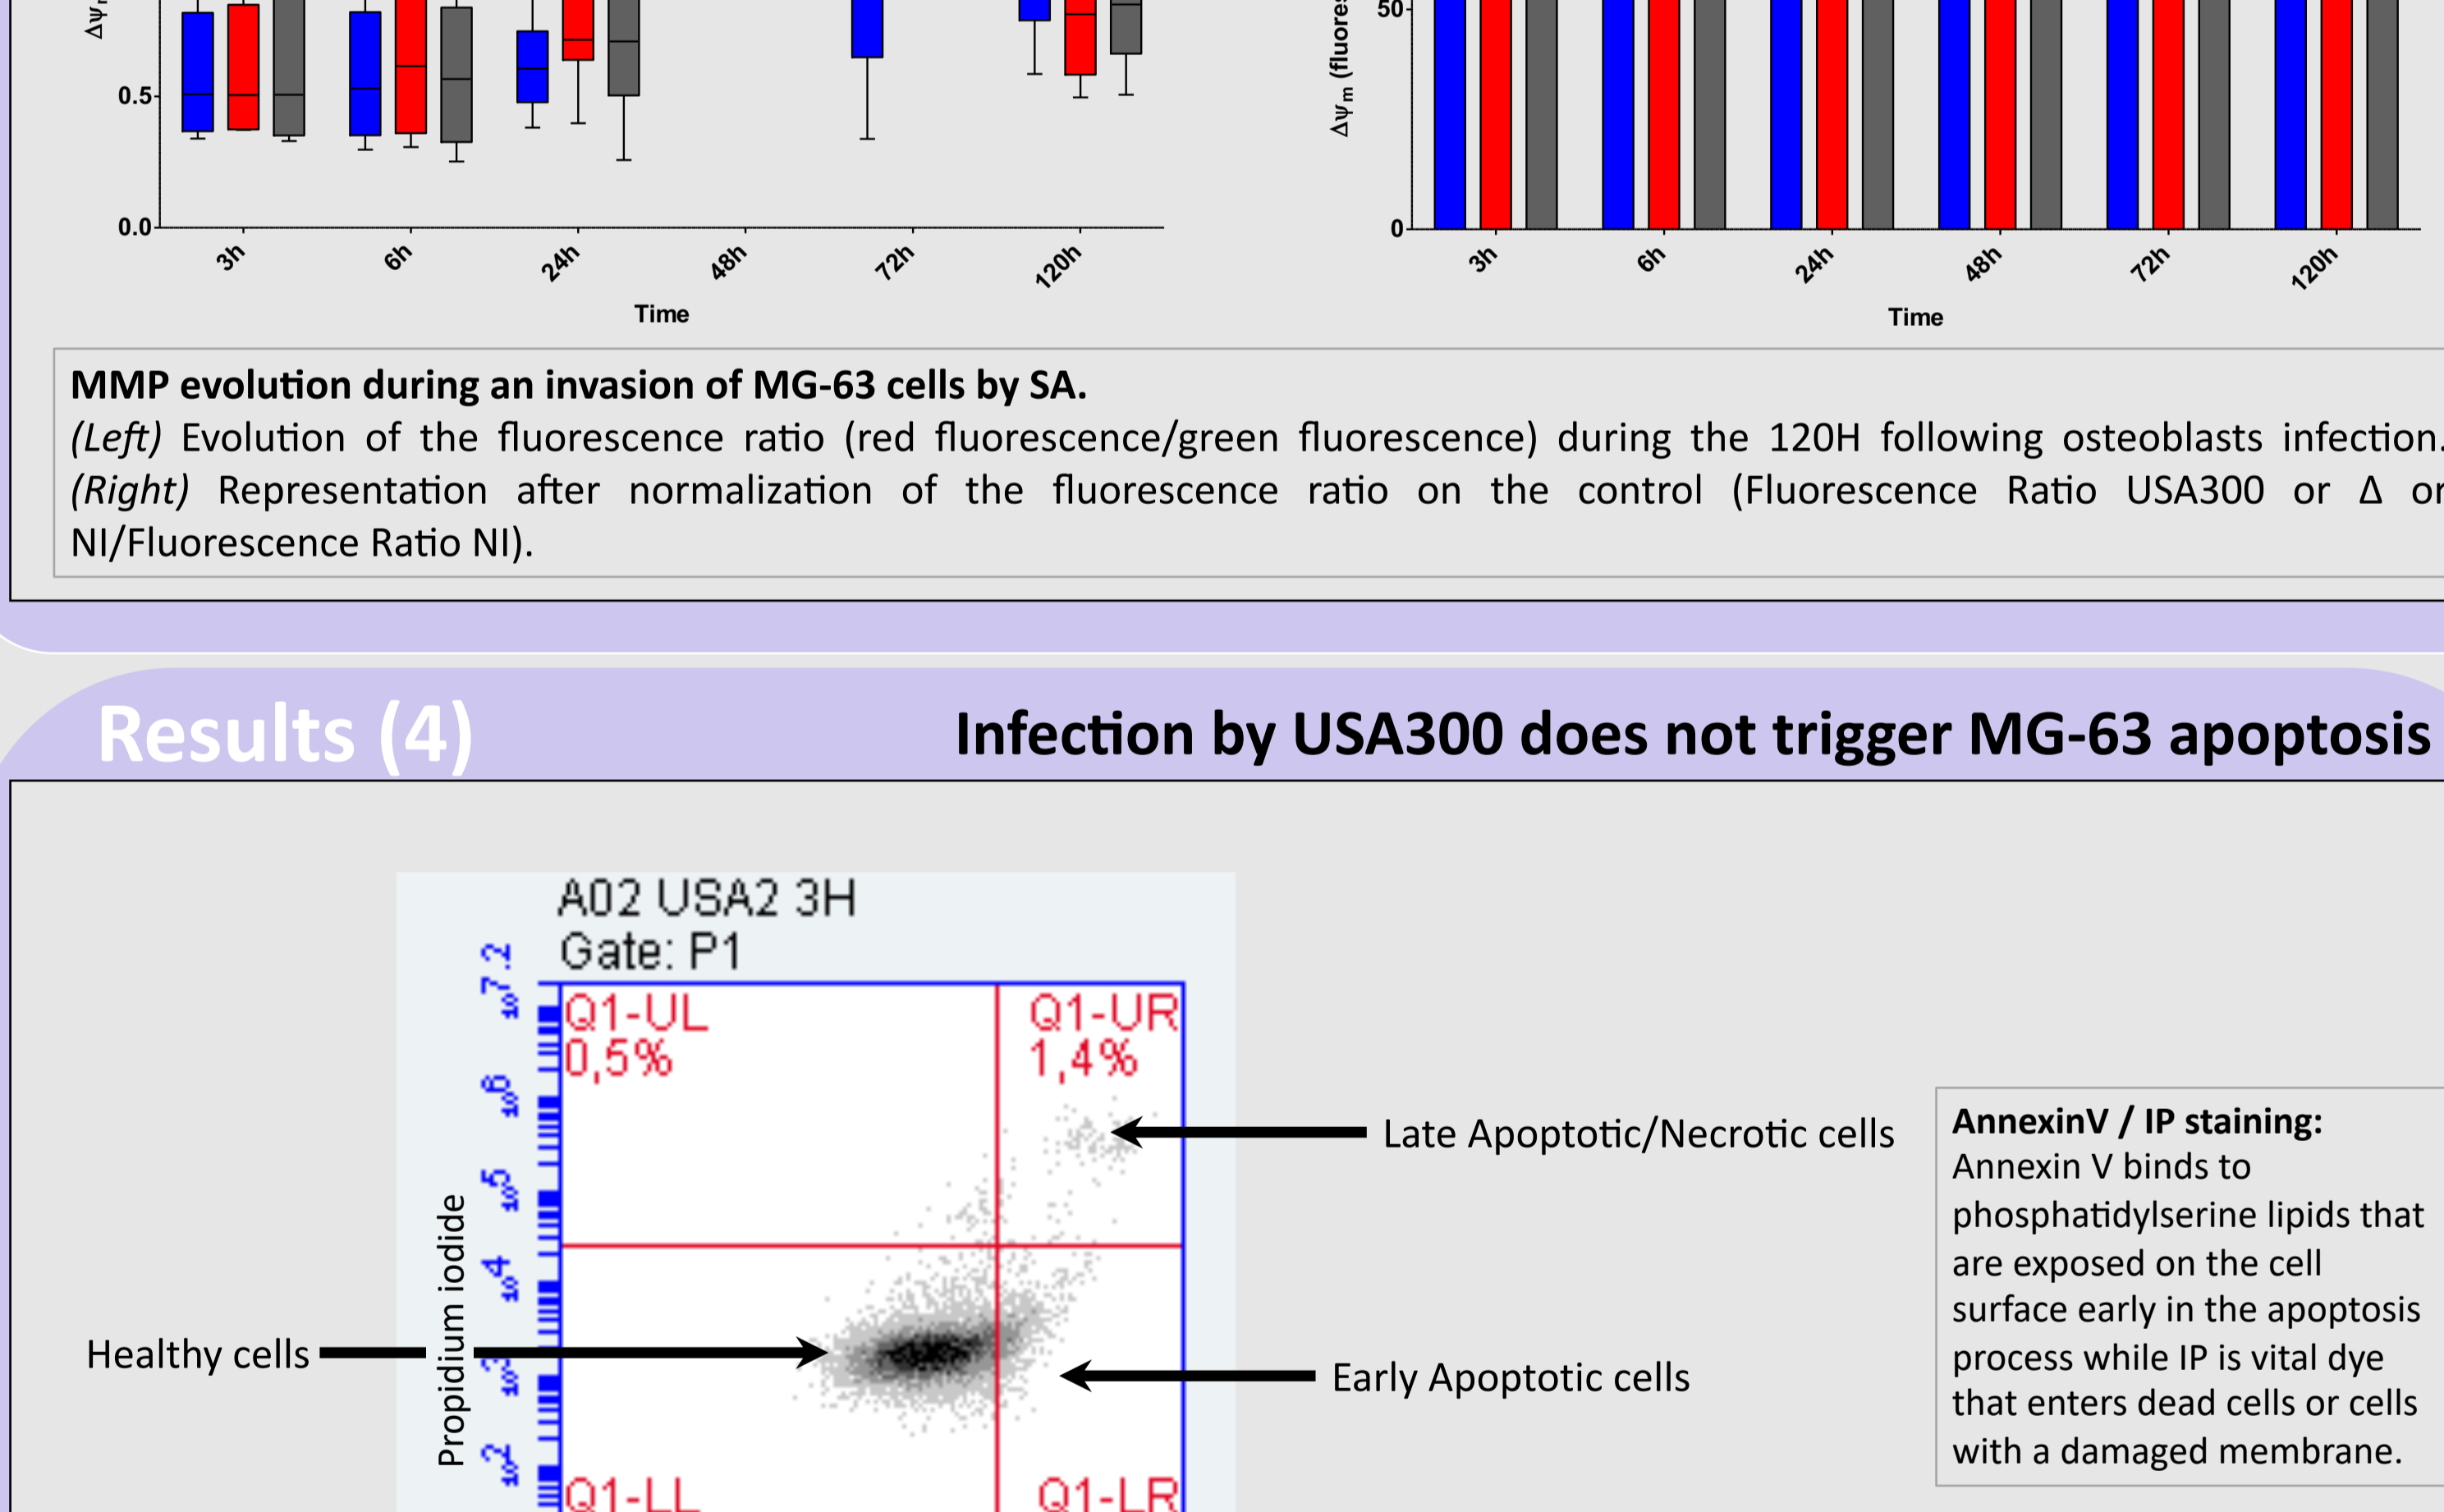 Δψm
0.5
0.0
3h
6h
24h
48h
72h
120h
Time
Δψm (fluores
50
0
3h
6h
24h
48h
72h
120h
Time
MMP evolution during an invasion of MG-63 cells by SA.
(Left) Evolution of the fluorescence ratio (red fluorescence/green fluorescence) during the 120H following osteoblasts infection.
(Right) Representation after normalization of the fluorescence ratio on the control (Fluorescence Ratio USA300 or Δ or
NI/Fluorescence Ratio NI).
Results (4)
Infection by USA300 does not trigger MG-63 apoptosis
A02 USA2 3H
Gate: P1
Q1-UL
0,5%
Q1-UR
1,4%
Late Apoptotic/Necrotic cells
Propidium iodide
Healthy cells
Early Apoptotic cells
Q1-LL
Q1-LR
AnnexinV / IP staining:
Annexin V binds to
phosphatidylserine lipids that
are exposed on the cell
surface early in the apoptosis
process while IP is vital dye
that enters dead cells or cells
with a damaged membrane.